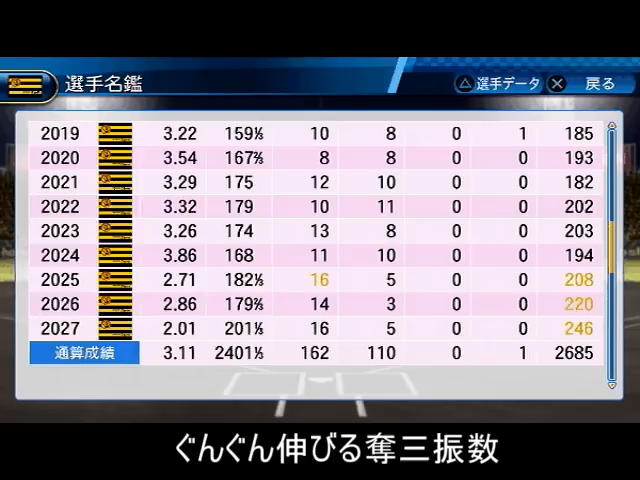 選手名鑑 △選手データ ×戻る
2019 3.22 159⅓ 10 8 0 1 185
2020 3.54 167⅔ 8 8 0 0 193
2021 3.29 175 12 10 0 0 182
2022 3.32 179 10 11 0 0 202
2023 3.26 174 13 8 0 0 203
2024 3.86 168 11 10 0 0 194
2025 2.71 182⅓ 16 5 0 0 208
2026 2.86 179⅔ 14 3 0 0 220
2027 2.01 201⅓ 16 5 0 0 246
通算成績 3.11 2401⅓ 162 110 0 1 2685
ぐんぐん伸びる奪三振数